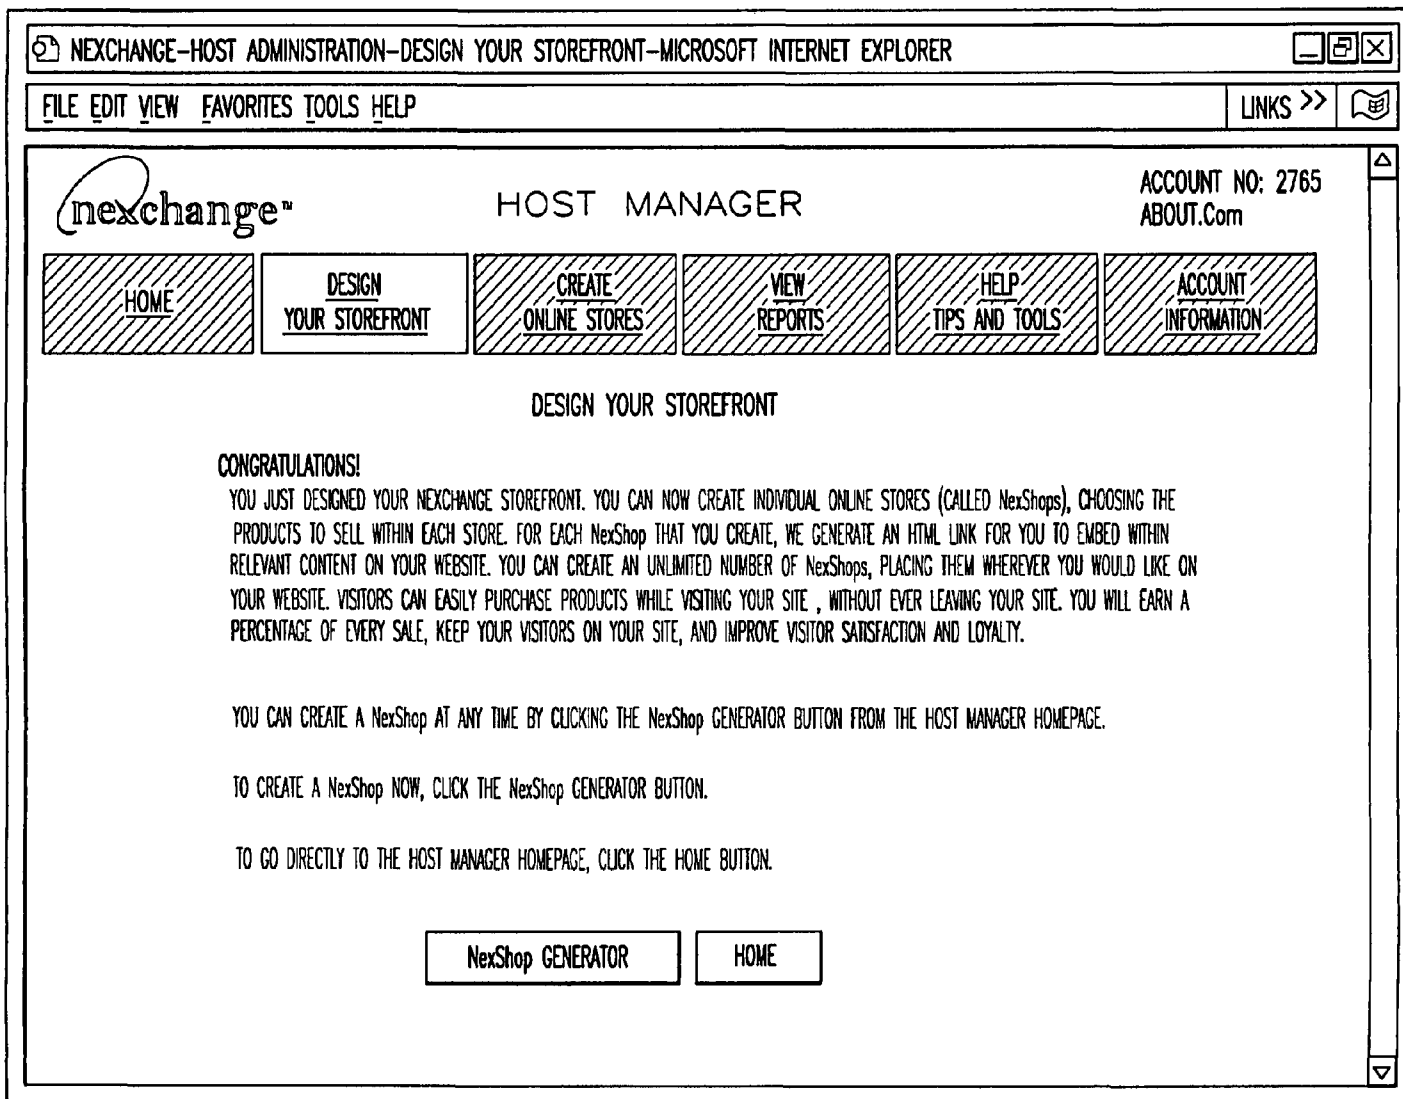 NEXCHANGE-HOST ADMINISTRATION-DESIGN YOUR STOREFRONT-MICROSOFT INTERNET EXPLORER
FILE EDIT VIEW FAVORITES TOOLS HELP LINKS >>
nexchange™ HOST MANAGER
ACCOUNT NO: 2765
ABOUT.Com
HOME
DESIGN
YOUR STOREFRONT
CREATE
ONLINE STORES
VIEW
REPORTS
HELP
TIPS AND TOOLS
ACCOUNT
INFORMATION
DESIGN YOUR STOREFRONT
CONGRATULATIONS!
YOU JUST DESIGNED YOUR NEXCHANGE STOREFRONT. YOU CAN NOW CREATE INDIVIDUAL ONLINE STORES (CALLED NexShops), CHOOSING THE
PRODUCTS TO SELL WITHIN EACH STORE. FOR EACH NexShop THAT YOU CREATE, WE GENERATE AN HTML LINK FOR YOU TO EMBED WITHIN
RELEVANT CONTENT ON YOUR WEBSITE. YOU CAN CREATE AN UNLIMITED NUMBER OF NexShops, PLACING THEM WHEREVER YOU WOULD LIKE ON
YOUR WEBSITE. VISITORS CAN EASILY PURCHASE PRODUCTS WHILE VISITING YOUR SITE , WITHOUT EVER LEAVING YOUR SITE. YOU WILL EARN A
PERCENTAGE OF EVERY SALE, KEEP YOUR VISITORS ON YOUR SITE, AND IMPROVE VISITOR SATISFACTION AND LOYALTY.
YOU CAN CREATE A NexShop AT ANY TIME BY CLICKING THE NexShop GENERATOR BUTTON FROM THE HOST MANAGER HOMEPAGE.
TO CREATE A NexShop NOW, CLICK THE NexShop GENERATOR BUTTON.
TO GO DIRECTLY TO THE HOST MANAGER HOMEPAGE, CLICK THE HOME BUTTON.
NexShop GENERATOR
HOME